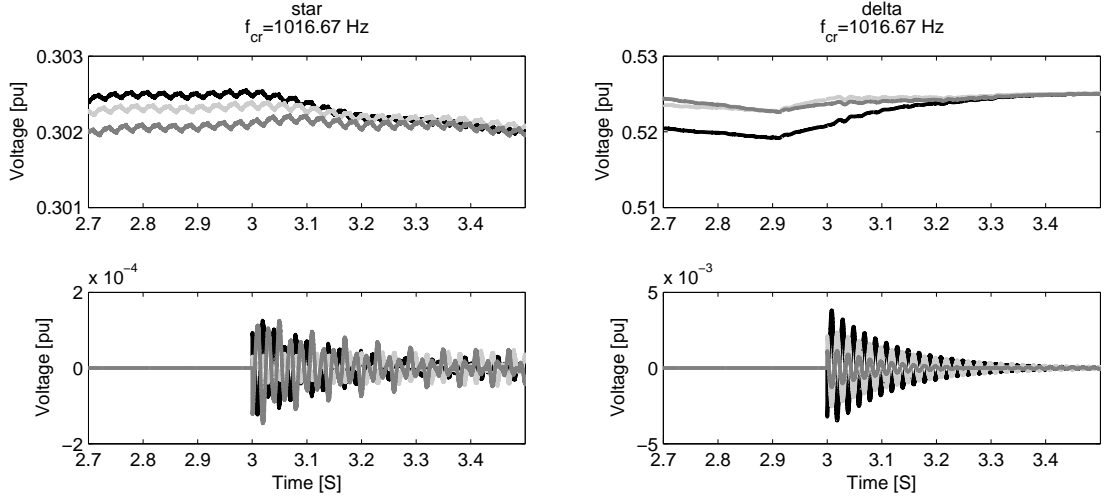 star
f_cr=1016.67 Hz
0.303
0.302
0.301
Voltage [pu]
2.7 2.8 2.9 3 3.1 3.2 3.3 3.4
delta
f_cr=1016.67 Hz
0.53
0.52
0.51
Voltage [pu]
2.7 2.8 2.9 3 3.1 3.2 3.3 3.4
x 10^−4
2
0
−2
Voltage [pu]
2.7 2.8 2.9 3 3.1 3.2 3.3 3.4
Time [S]
x 10^−3
5
0
−5
Voltage [pu]
2.7 2.8 2.9 3 3.1 3.2 3.3 3.4
Time [S]